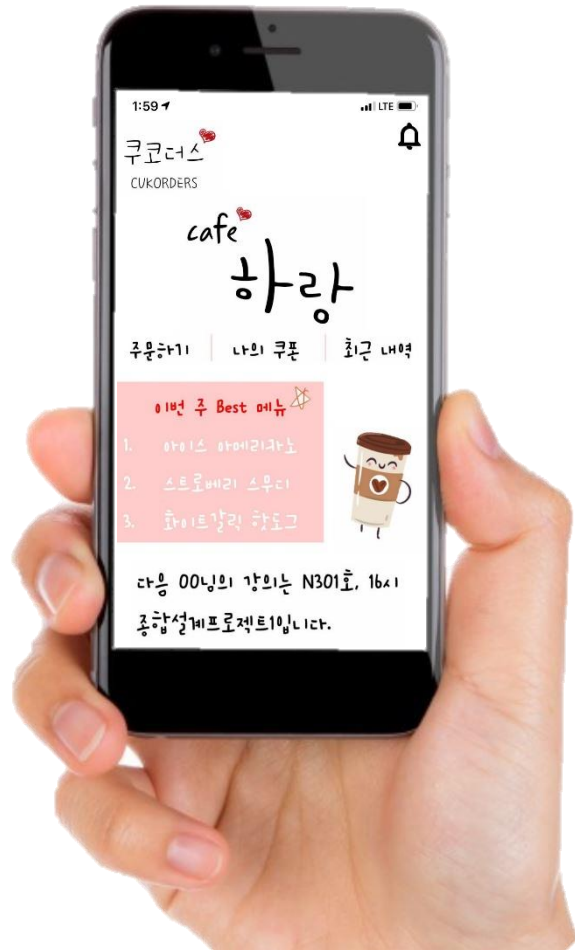 1:59 LTE
쿠코더스
CUKORDERS
cafe
하랑
주문하기 나의 쿠폰 최근 내역
이번 주 Best 메뉴
1. 아이스 아메리카노
2. 스트로베리 스무디
3. 화이트갈릭 핫도그
다음 00님의 강의는 N301호, 16시
종합설계프로젝트1입니다.